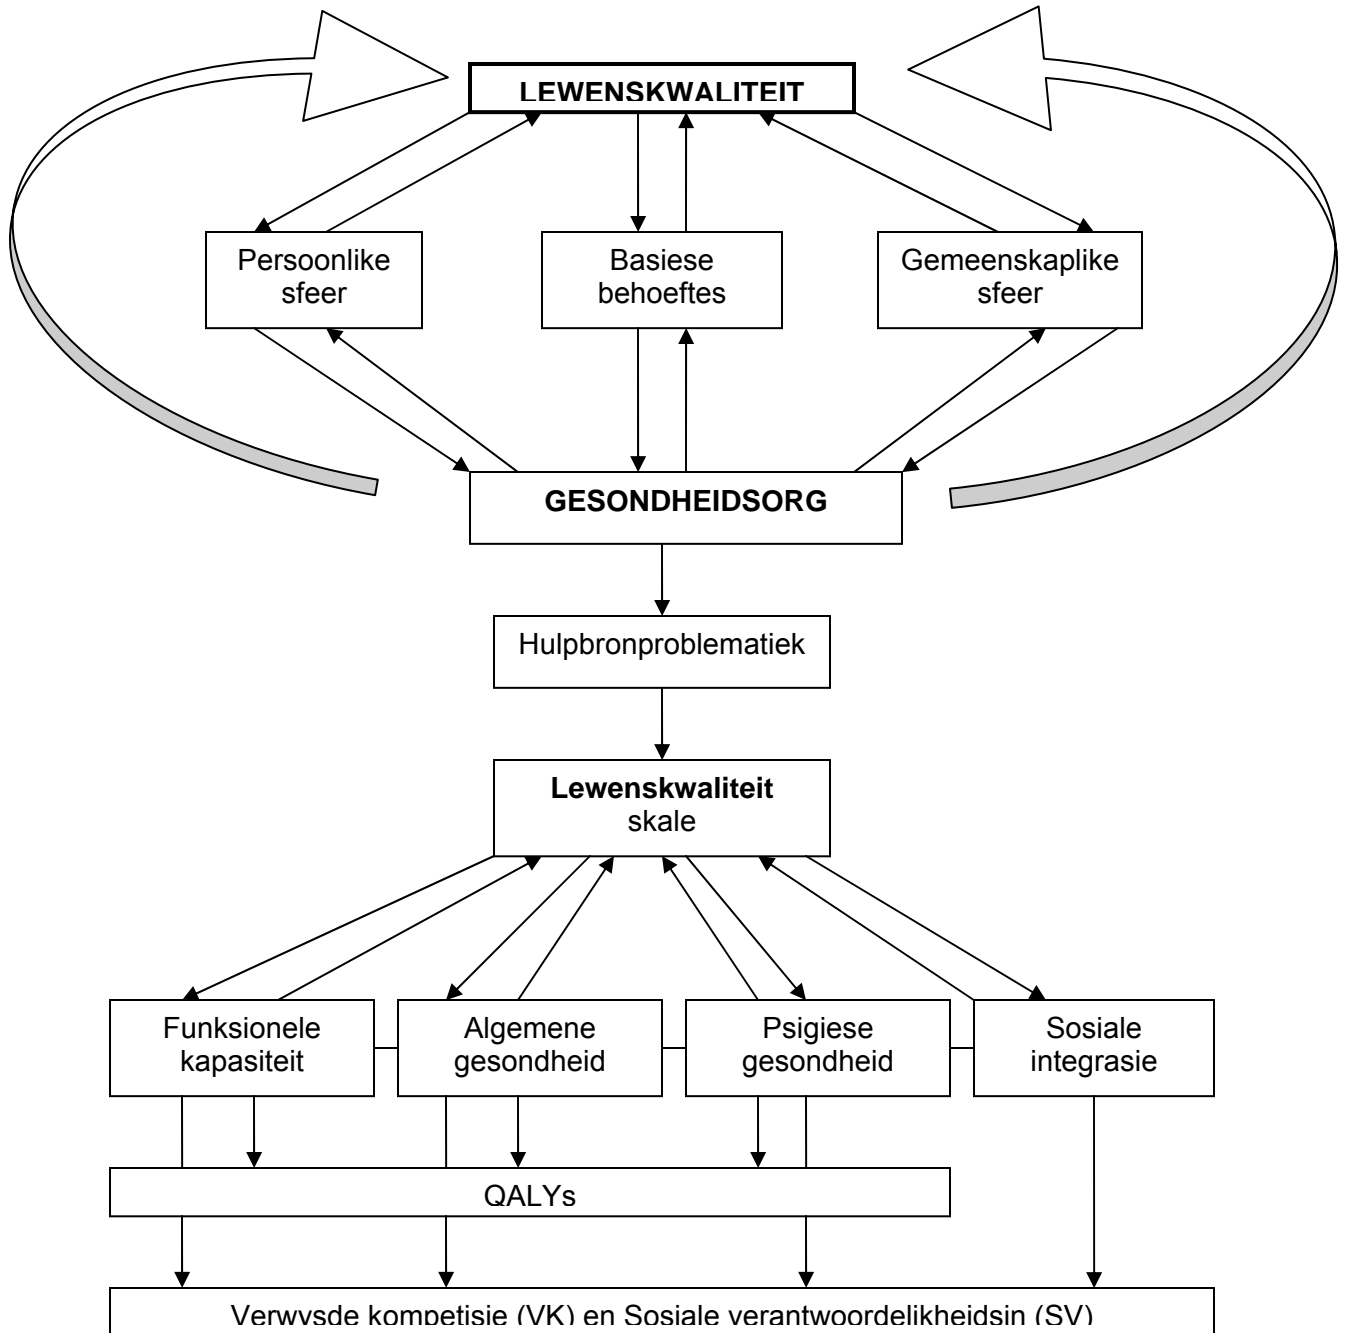 LEWENSKWALITEIT
Persoonlike
sfeer
Basiese
behoeftes
Gemeenskaplike
sfeer
GESONDHEIDSORG
Hulpbronproblematiek
Lewenskwaliteit
skale
Funksionele
kapasiteit
Algemene
gesondheid
Psigiese
gesondheid
Sosiale
integrasie
QALYs
Verwysde kompetisie (VK) en Sosiale verantwoordelikheidsin (SV)